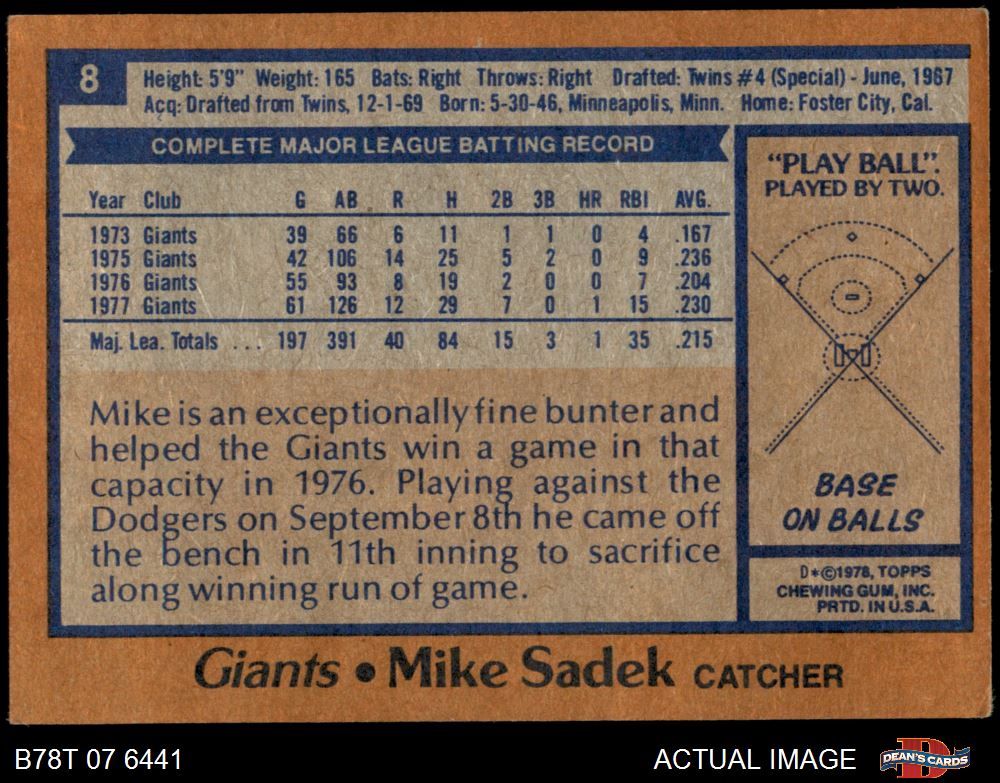 8
Height: 5'9" Weight: 165 Bats: Right Throws: Right Drafted: Twins #4 (Special) - June, 1967
Acq: Drafted from Twins, 12-1-69 Born: 5-30-46, Minneapolis, Minn. Home: Foster City, Cal.
COMPLETE MAJOR LEAGUE BATTING RECORD
Year Club G AB R H 2B 3B HR RBI AVG.
1973 Giants 39 66 6 11 1 1 0 4 .167
1975 Giants 42 106 14 25 5 2 0 9 .236
1976 Giants 55 93 8 19 2 0 0 7 .204
1977 Giants 61 126 12 29 7 0 1 15 .230
Maj. Lea. Totals ... 197 391 40 84 15 3 1 35 .215
Mike is an exceptionally fine bunter and
helped the Giants win a game in that
capacity in 1976. Playing against the
Dodgers on September 8th he came off
the bench in 11th inning to sacrifice
along winning run of game.
"PLAY BALL".
PLAYED BY TWO.
BASE
ON BALLS
D*©1978, TOPPS
CHEWING GUM, INC.
PRTD. IN U.S.A.
Giants • Mike Sadek CATCHER
B78T 07 6441
ACTUAL IMAGE
DEAN'S CARDS